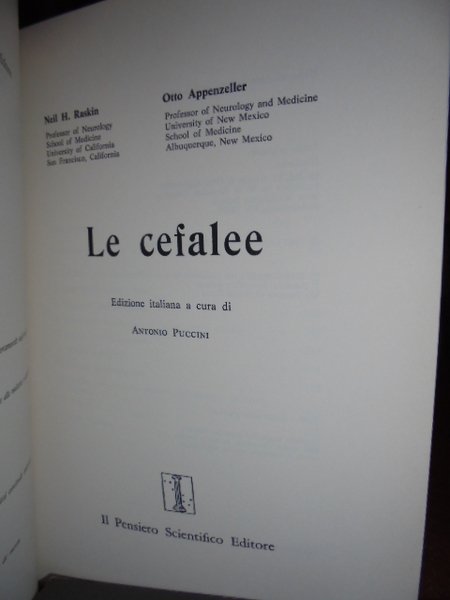 Neil H. Raskin
Professor of Neurology
School of Medicine
University of California
San Francisco, California
Otto Appenzeller
Professor of Neurology and Medicine
University of New Mexico
School of Medicine
Albuquerque, New Mexico
Le cefalee
Edizione italiana a cura di
ANTONIO PUCCINI
Il Pensiero Scientifico Editore